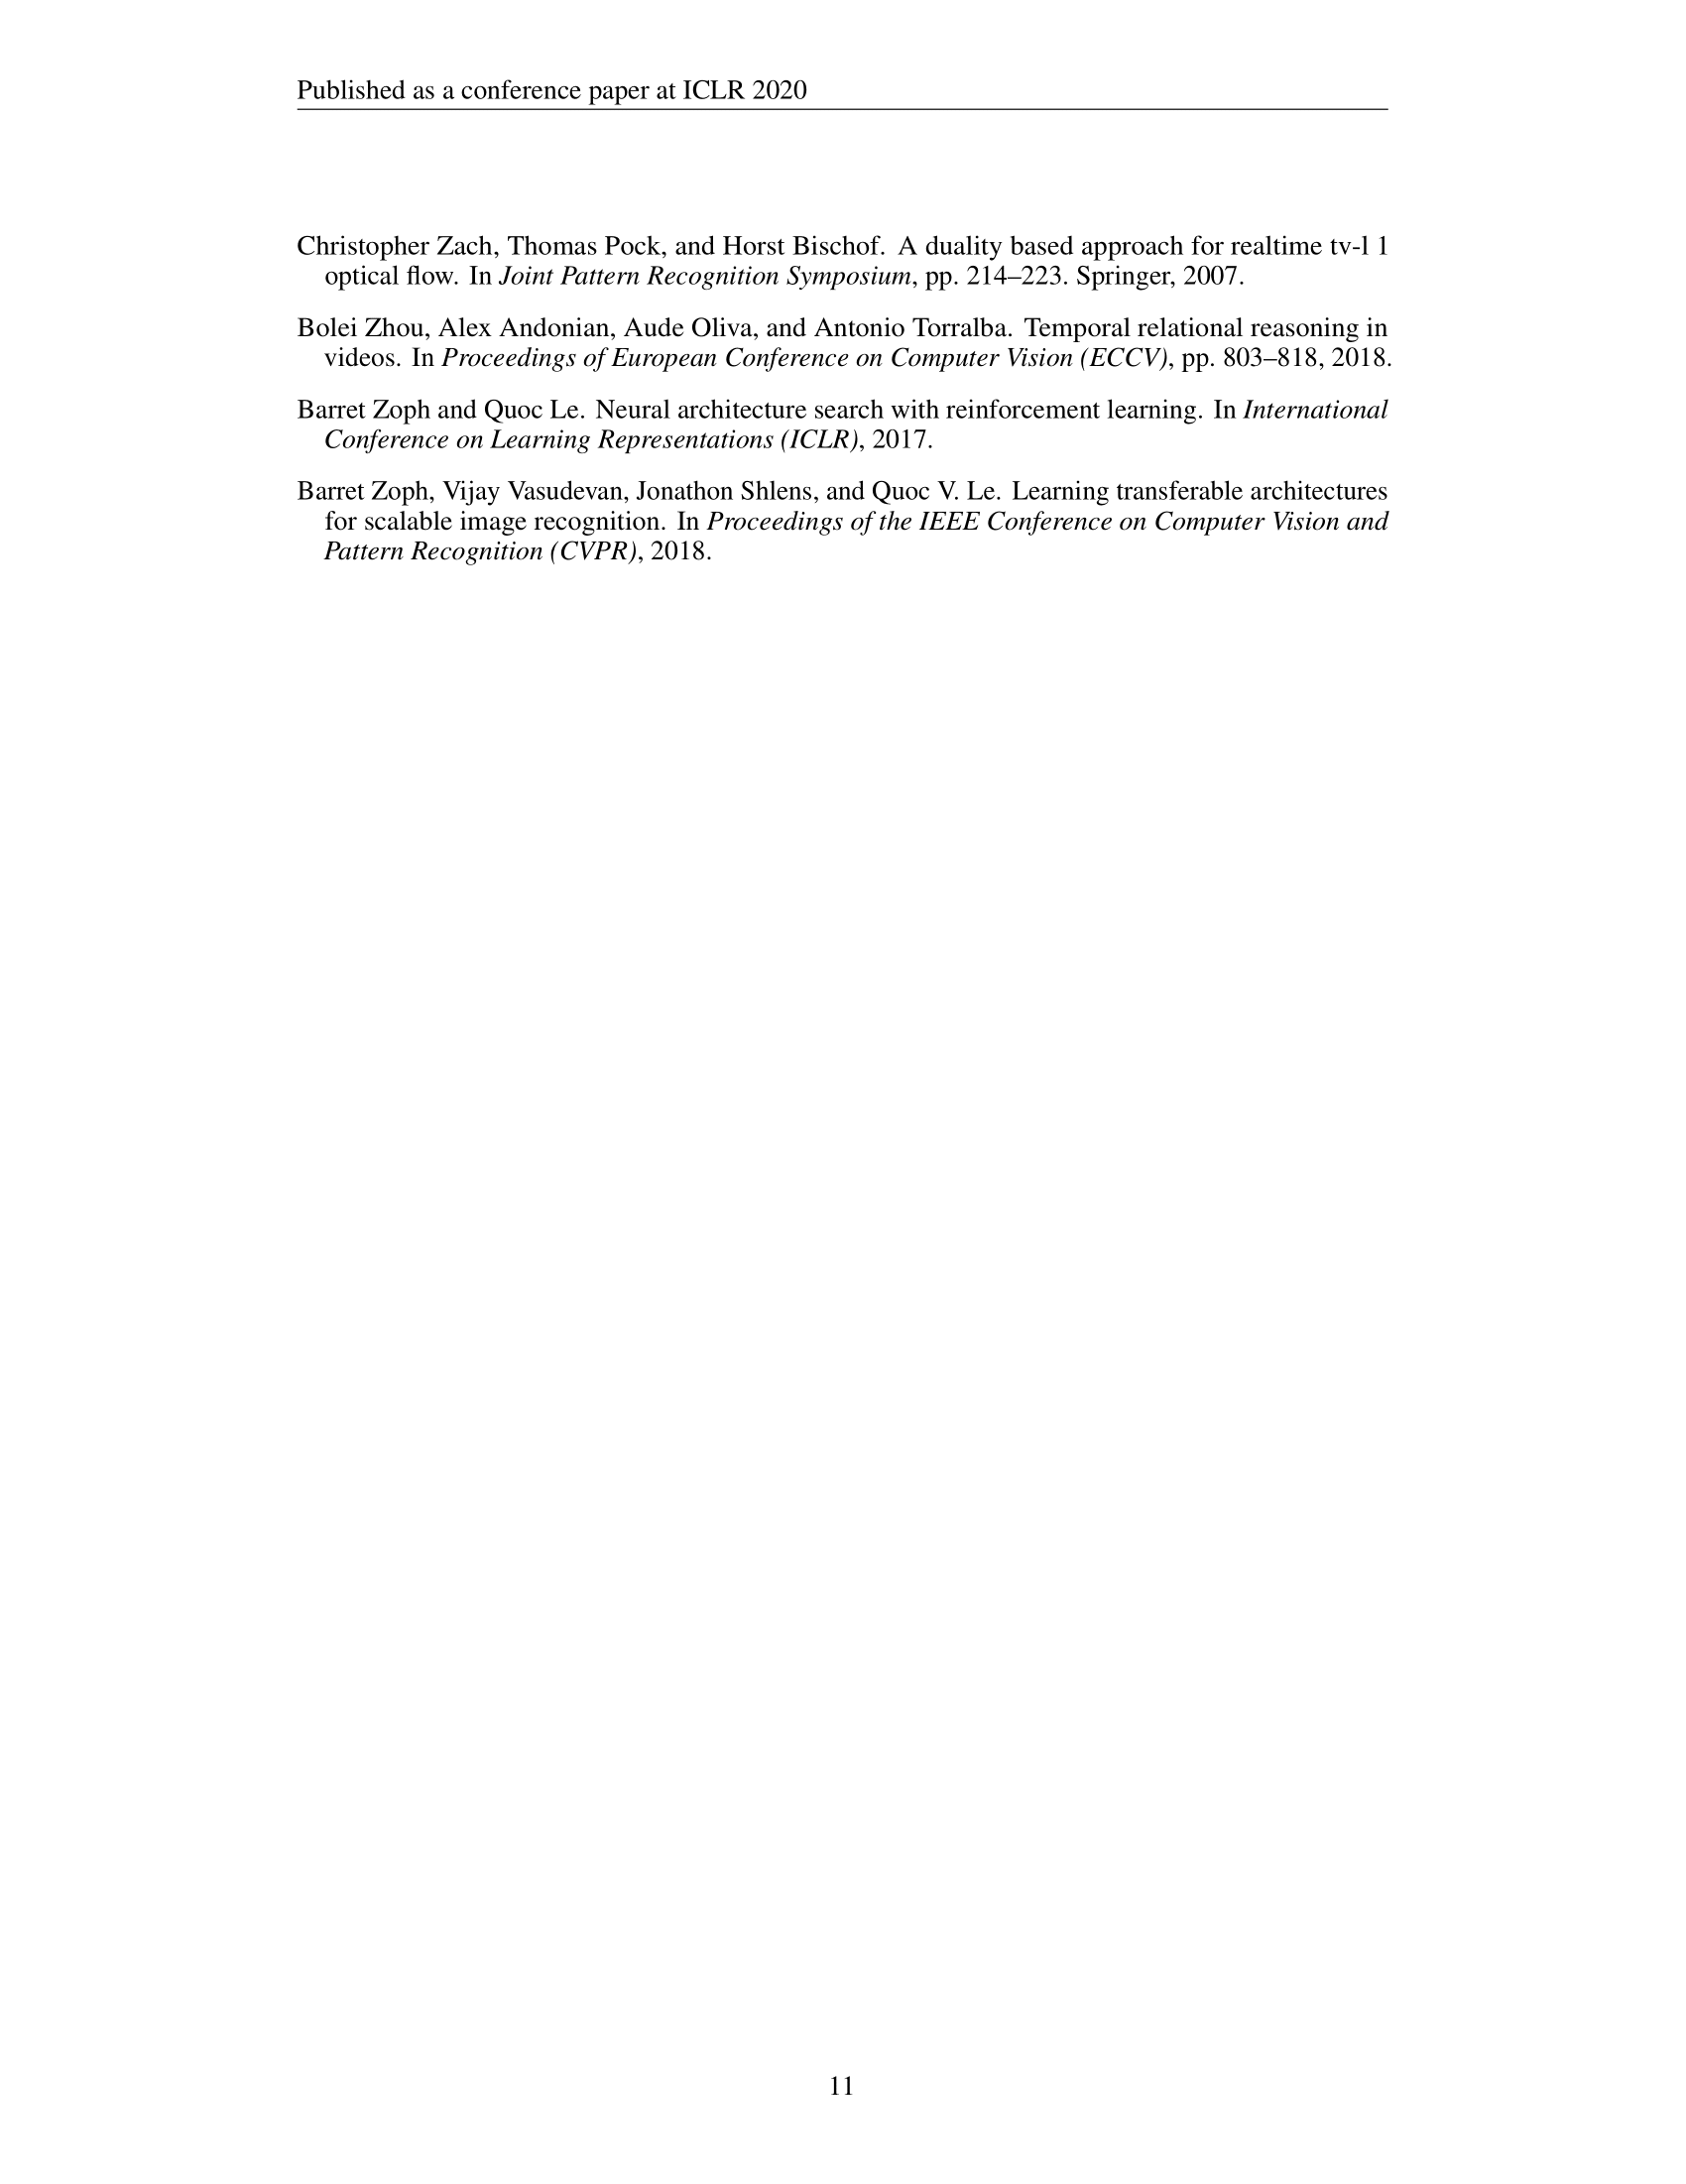 Published as a conference paper at ICLR 2020
Christopher Zach, Thomas Pock, and Horst Bischof. A duality based approach for realtime tv-l 1
optical flow. In Joint Pattern Recognition Symposium, pp. 214–223. Springer, 2007.
Bolei Zhou, Alex Andonian, Aude Oliva, and Antonio Torralba. Temporal relational reasoning in
videos. In Proceedings of European Conference on Computer Vision (ECCV), pp. 803–818, 2018.
Barret Zoph and Quoc Le. Neural architecture search with reinforcement learning. In International
Conference on Learning Representations (ICLR), 2017.
Barret Zoph, Vijay Vasudevan, Jonathon Shlens, and Quoc V. Le. Learning transferable architectures
for scalable image recognition. In Proceedings of the IEEE Conference on Computer Vision and
Pattern Recognition (CVPR), 2018.
11